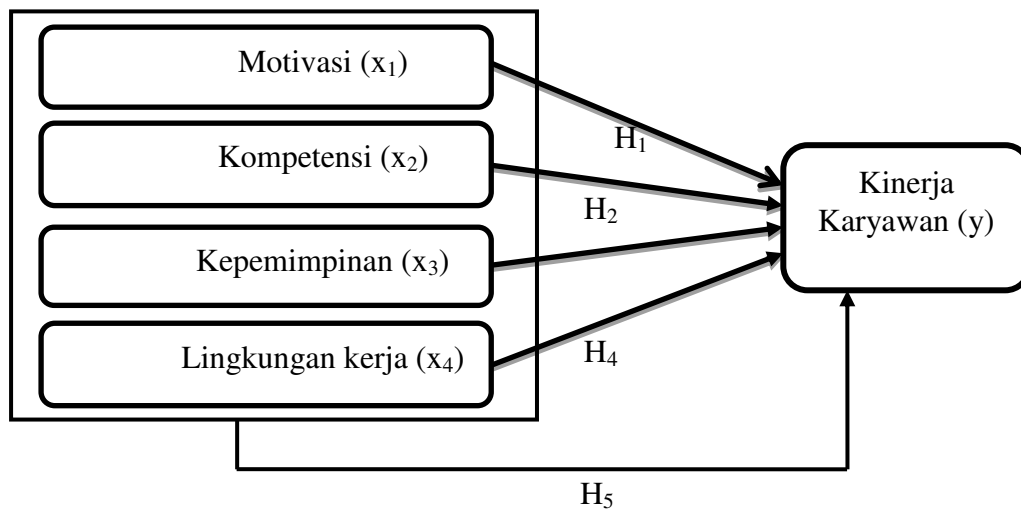 Motivasi (x₁)
Kompetensi (x₂)
Kepemimpinan (x₃)
Lingkungan kerja (x₄)
H₁
H₂
H₄
H₅
Kinerja
Karyawan (y)